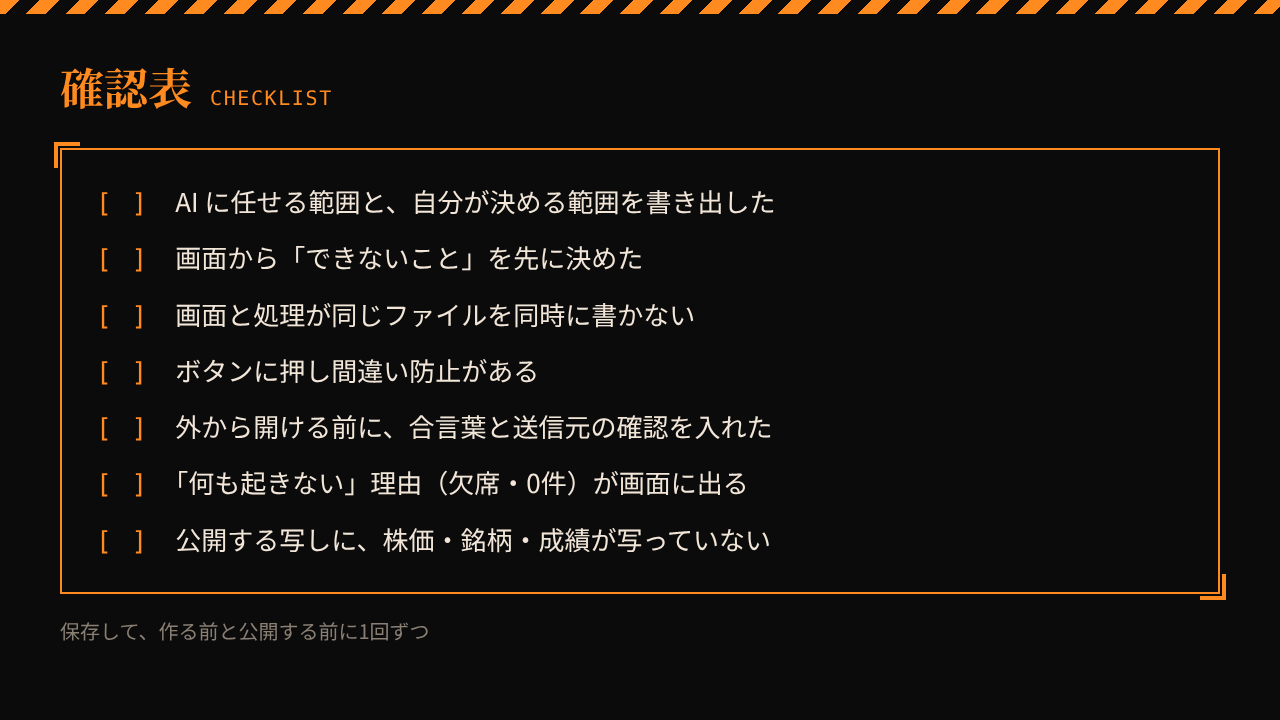 確認表 CHECKLIST
[ ] AI に任せる範囲と、自分が決める範囲を書き出した
[ ] 画面から「できないこと」を先に決めた
[ ] 画面と処理が同じファイルを同時に書かない
[ ] ボタンに押し間違い防止がある
[ ] 外から開ける前に、合言葉と送信元の確認を入れた
[ ] 「何も起きない」理由（欠席・0件）が画面に出る
[ ] 公開する写しに、株価・銘柄・成績が写っていない
保存して、作る前と公開する前に1回ずつ